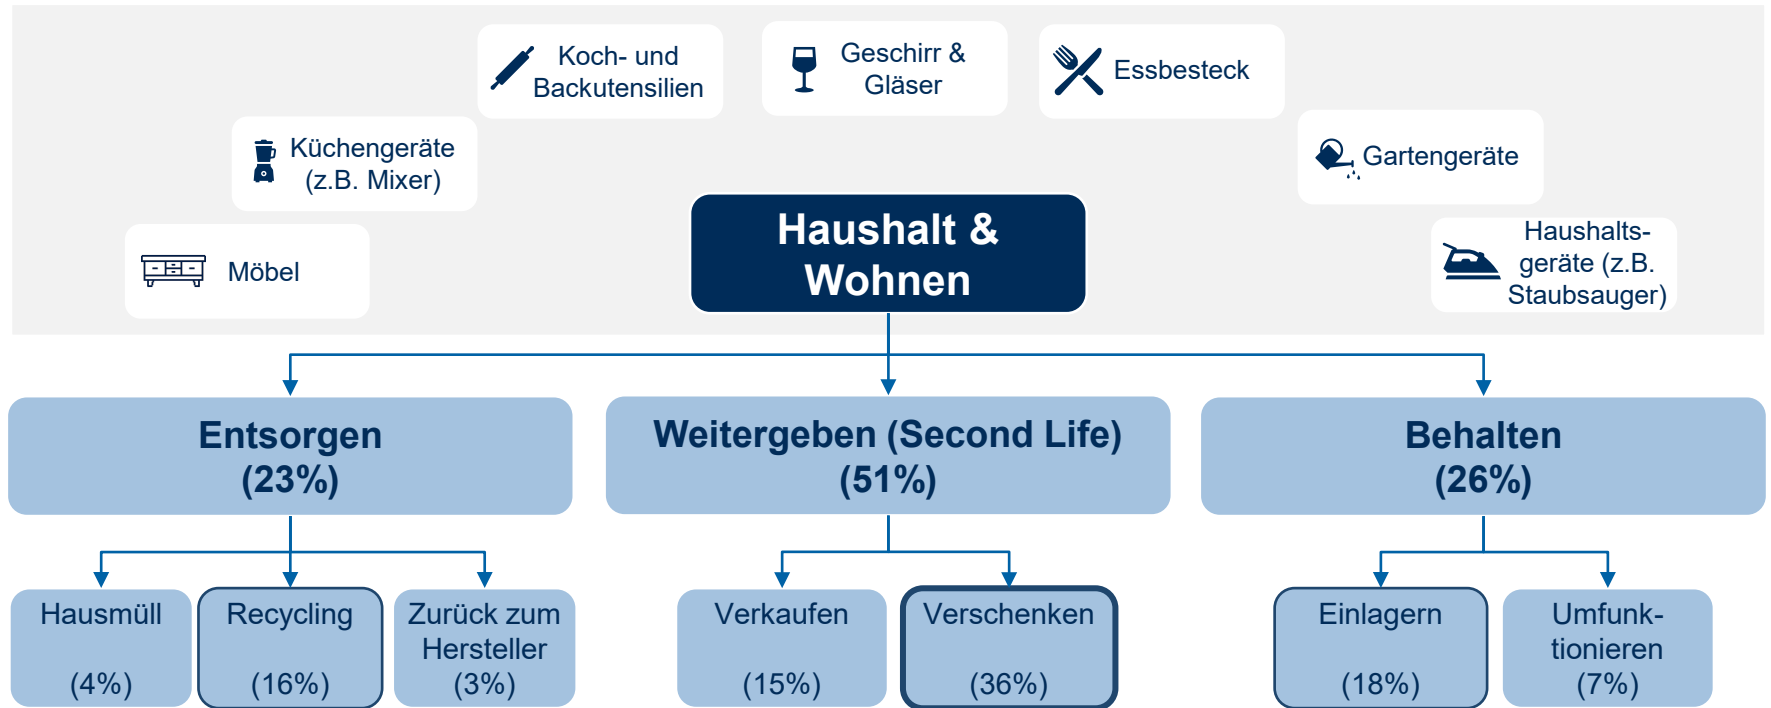 Koch- und
Backutensilien
Geschirr &
Gläser
Essbesteck
Küchengeräte
(z.B. Mixer)
Gartengeräte
Möbel
Haushalt &
Wohnen
Haushalts-
geräte (z.B.
Staubsauger)
Entsorgen
(23%)
Weitergeben (Second Life)
(51%)
Behalten
(26%)
Hausmüll
(4%)
Recycling
(16%)
Zurück zum
Hersteller
(3%)
Verkaufen
(15%)
Verschenken
(36%)
Einlagern
(18%)
Umfunk-
tionieren
(7%)